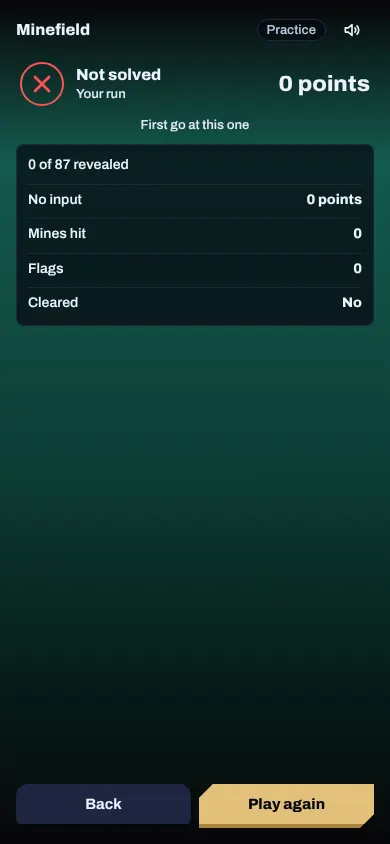 Minefield
Practice
Not solved
Your run
0 points
First go at this one
0 of 87 revealed
No input 0 points
Mines hit 0
Flags 0
Cleared No
Back
Play again